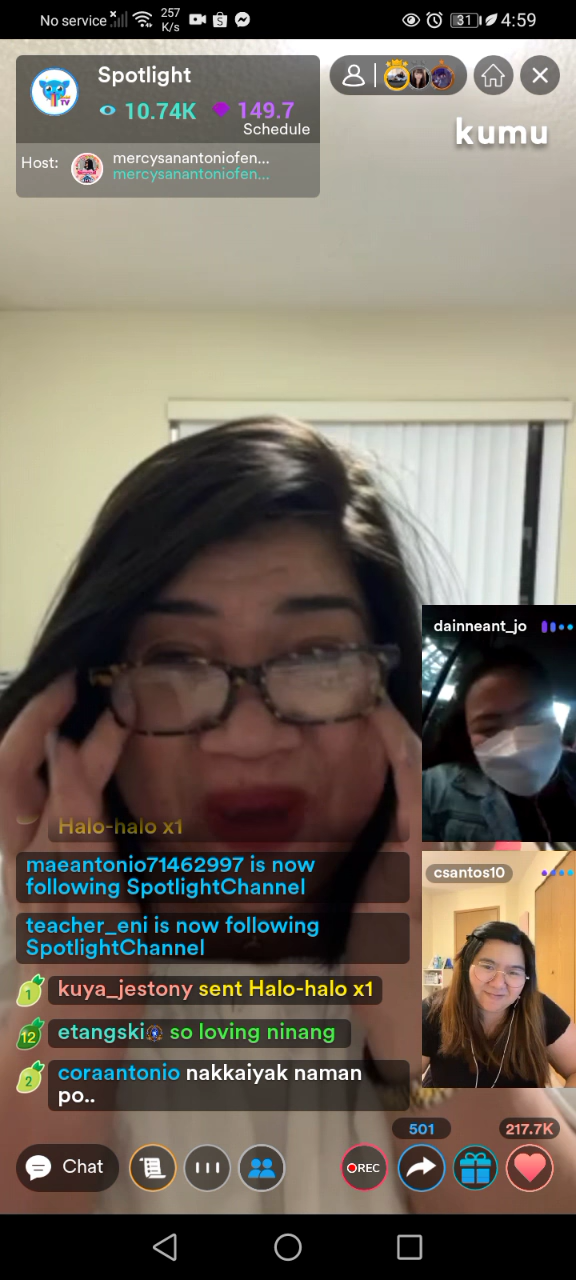 No service
257
K/s
31
4:59
Spotlight
10.74K
149.7
Schedule
kumu
Host:
mercysanantoniofen...
mercysanantoniofen...
TV
dainneant_jo
Halo-halo x1
maeantonio71462997 is now
following SpotlightChannel
csantos10
teacher_eni is now following
SpotlightChannel
1
kuya_jestony sent Halo-halo x1
12
etangski so loving ninang
2
coraantonio nakkaiyak naman
po..
501
217.7K
Chat
REC